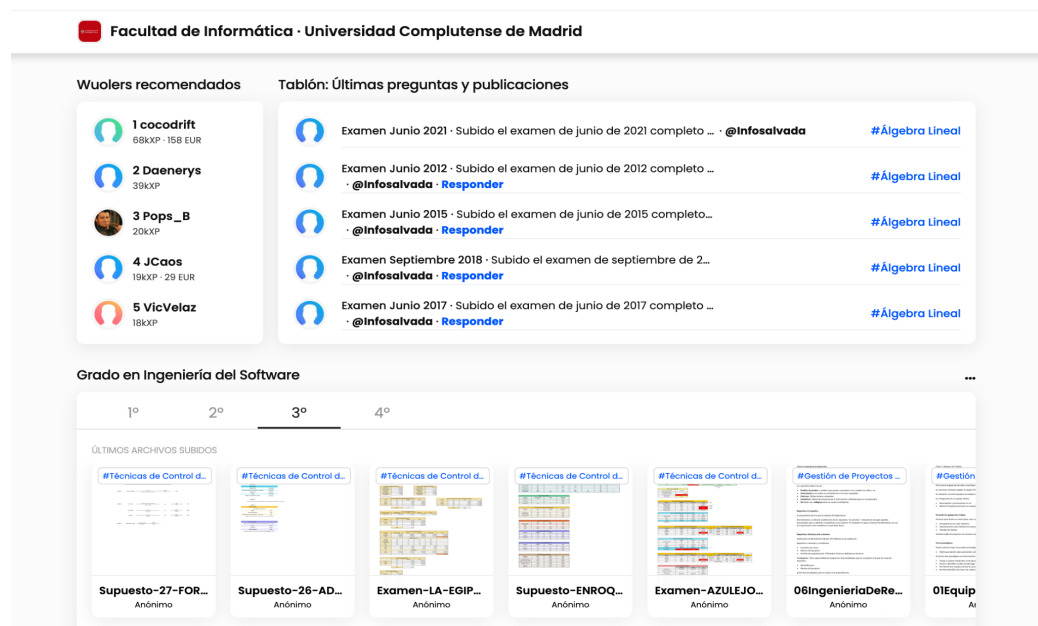 Facultad de Informática · Universidad Complutense de Madrid
Wuolers recomendados
1 cocodrift
68kXP · 158 EUR
2 Daenerys
39kXP
3 Pops_B
20kXP
4 JCaos
19kXP · 29 EUR
5 VicVelaz
18kXP
Tablón: Últimas preguntas y publicaciones
Examen Junio 2021 · Subido el examen de junio de 2021 completo ... · @Infosalvada #Álgebra Lineal
Examen Junio 2012 · Subido el examen de junio de 2012 completo ...
· @Infosalvada · Responder
#Álgebra Lineal
Examen Junio 2015 · Subido el examen de junio de 2015 completo...
· @Infosalvada · Responder
#Álgebra Lineal
Examen Septiembre 2018 · Subido el examen de septiembre de 2...
· @Infosalvada · Responder
#Álgebra Lineal
Examen Junio 2017 · Subido el examen de junio de 2017 completo ...
· @Infosalvada · Responder
#Álgebra Lineal
Grado en Ingeniería del Software
1º 2º 3º 4º
ÚLTIMOS ARCHIVOS SUBIDOS
#Técnicas de Control d...
Supuesto-27-FOR...
Anónimo
#Técnicas de Control d...
Supuesto-26-AD...
Anónimo
#Técnicas de Control d...
Examen-LA-EGIP...
Anónimo
#Técnicas de Control d...
Supuesto-ENROQ...
Anónimo
#Técnicas de Control d...
Examen-AZULEJO...
Anónimo
#Gestión de Proyectos ...
06IngenieriaDeRe...
Anónimo
#Gestión
01Equip